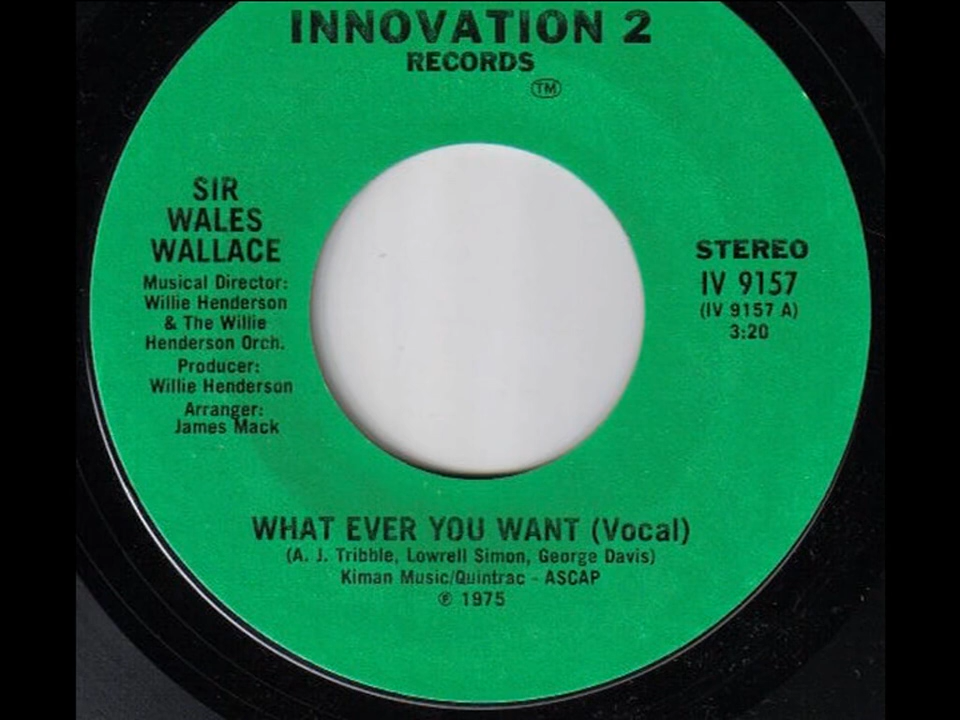 INNOVATION 2
RECORDS
TM
SIR
WALES
WALLACE
Musical Director:
Willie Henderson
& The Willie
Henderson Orch.
Producer:
Willie Henderson
Arranger:
James Mack
STEREO
IV 9157
(IV 9157 A)
3:20
WHAT EVER YOU WANT (Vocal)
(A. J. Tribble, Lowrell Simon, George Davis)
Kiman Music/Quintrac - ASCAP
℗ 1975